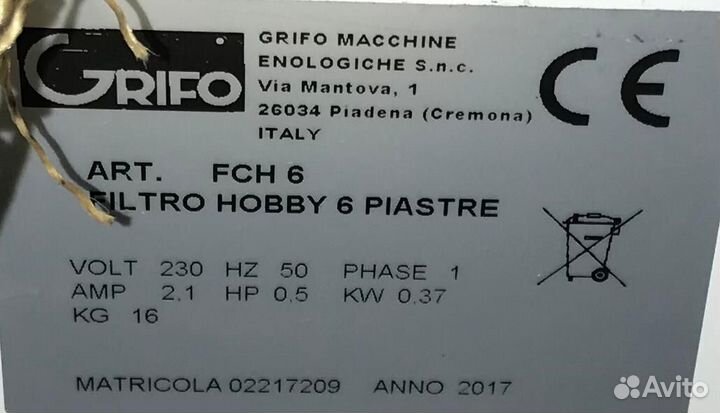 GRIFO
GRIFO MACCHINE
ENOLOGICHE S.n.c.
Via Mantova, 1
26034 Piadena (Cremona)
ITALY
CE
ART. FCH 6
FILTRO HOBBY 6 PIASTRE
VOLT 230 HZ 50 PHASE 1
AMP 2.1 HP 0,5 KW 0,37
KG 16
MATRICOLA 02217209 ANNO 2017
Avito